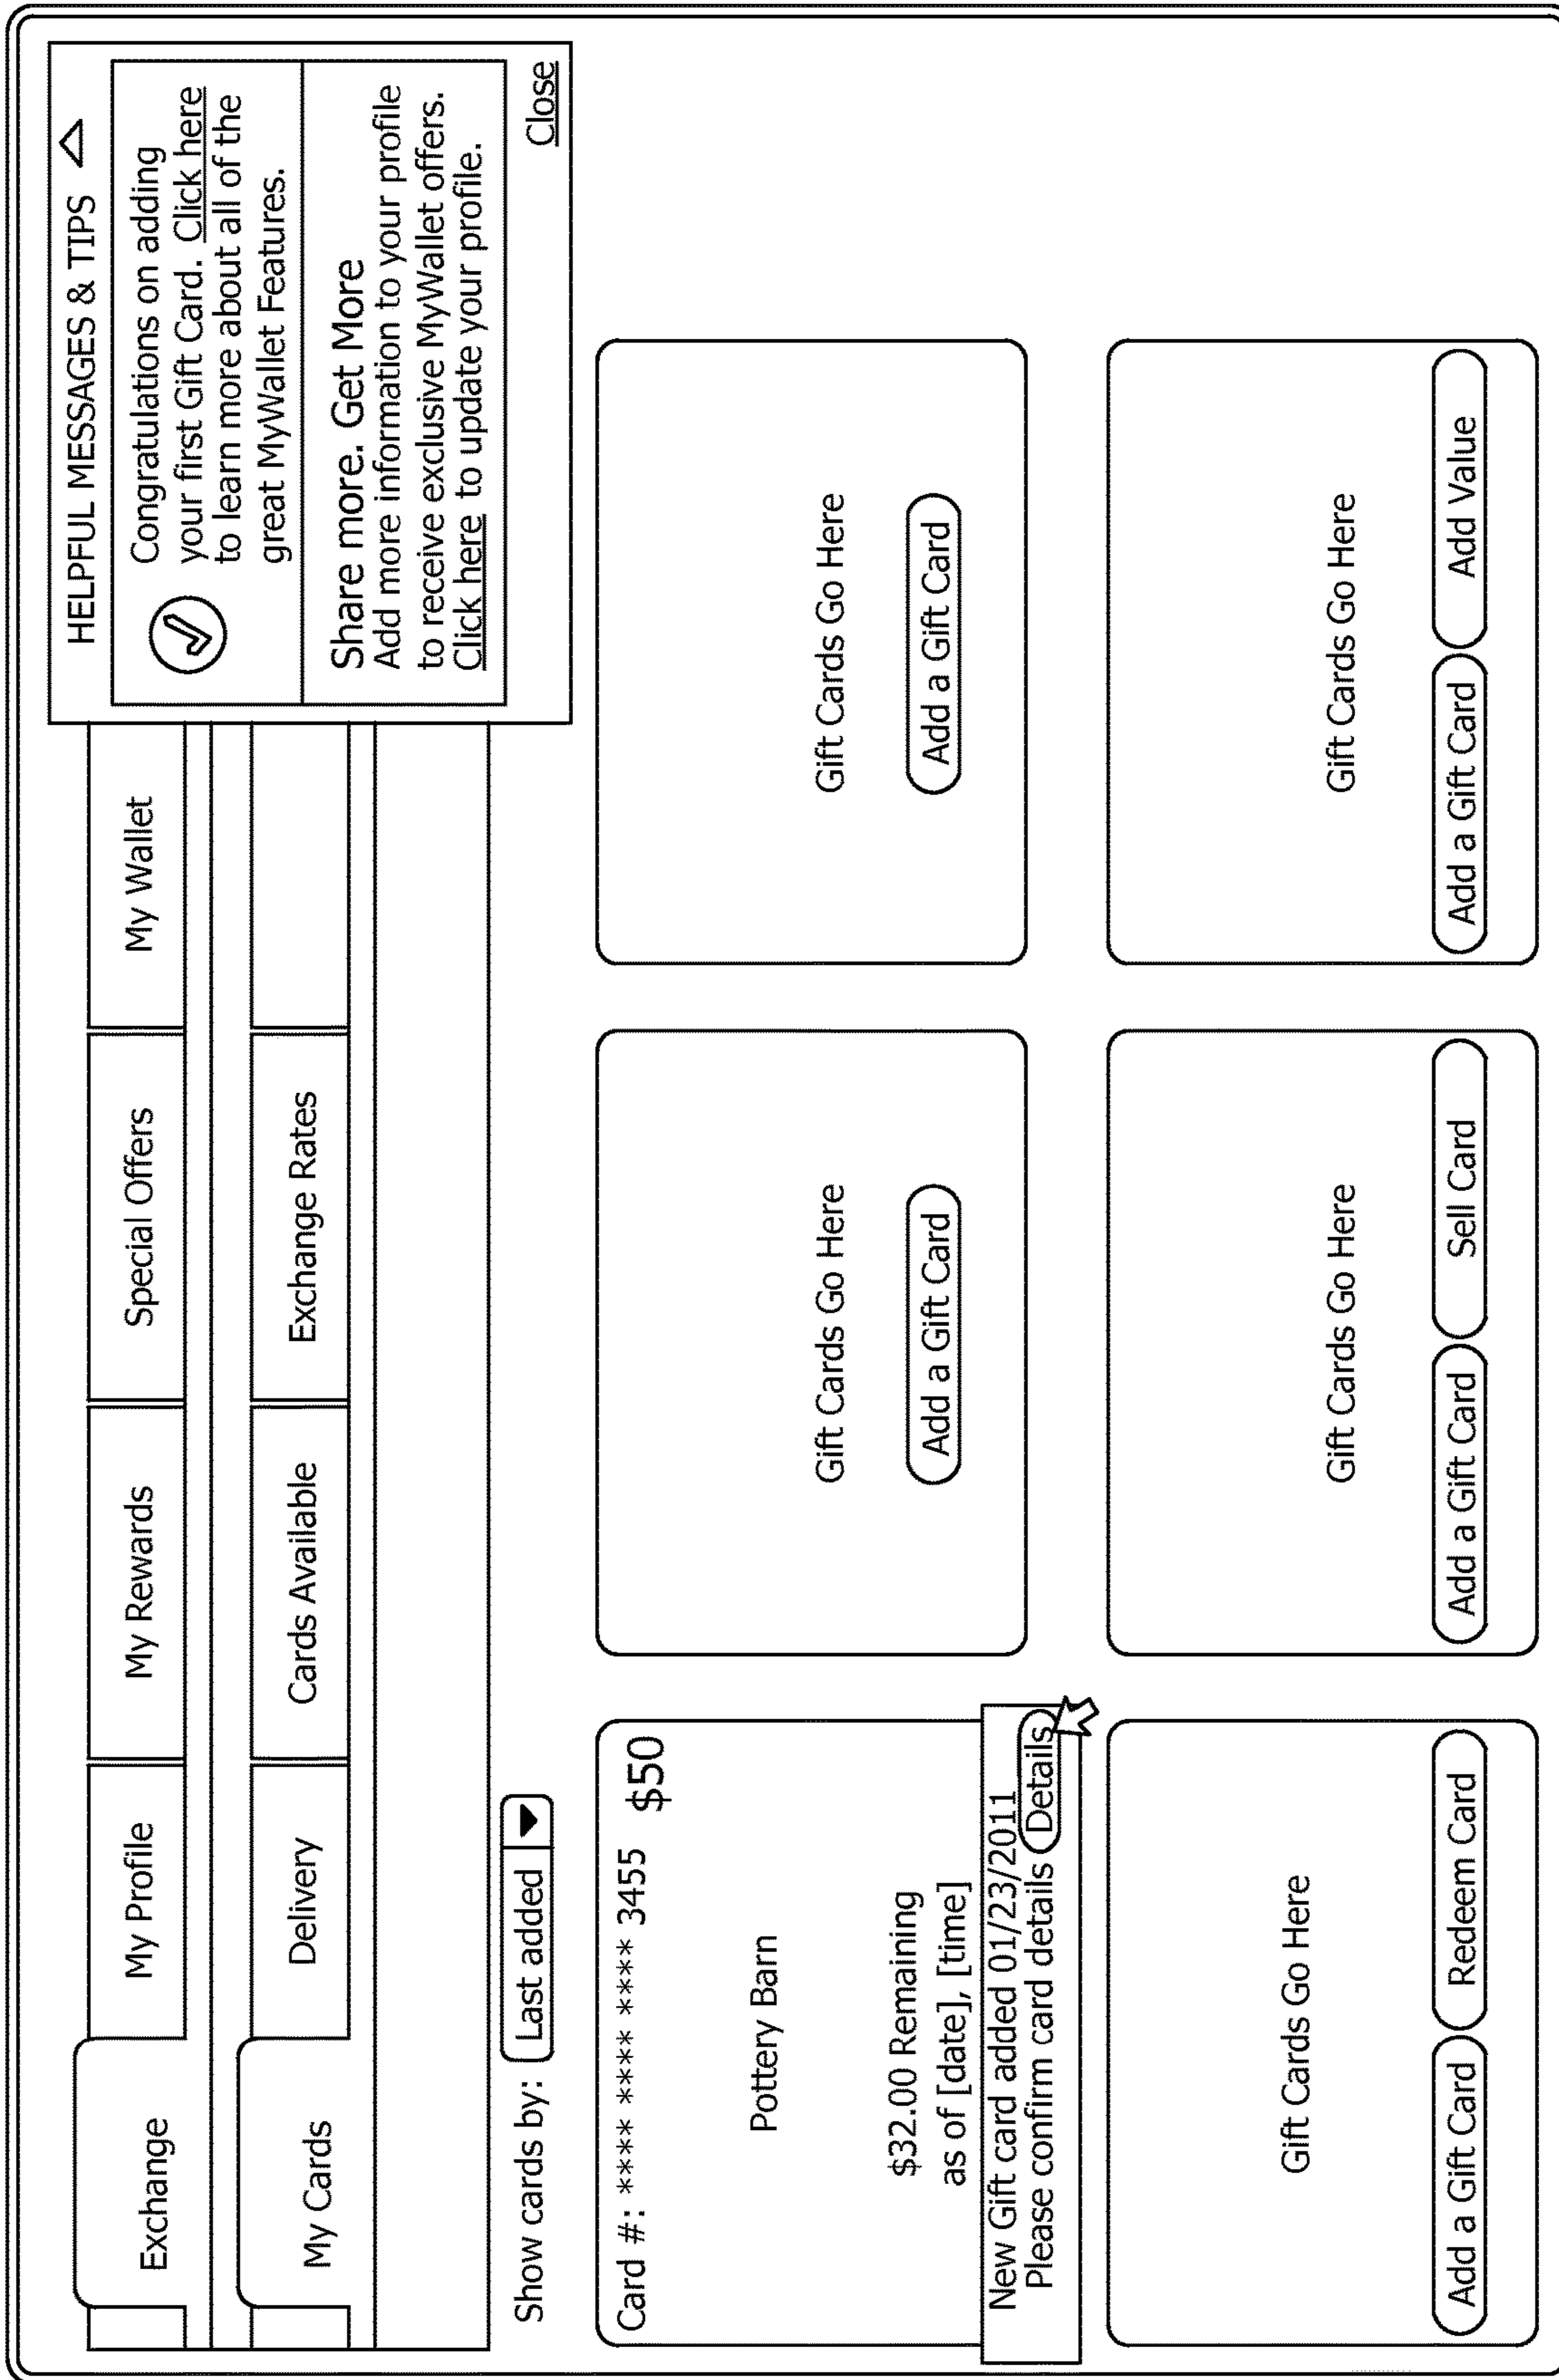 HELPFUL MESSAGES & TIPS
Congratulations on adding
your first Gift Card. Click here
to learn more about all of the
great MyWallet Features.
Share more. Get More
Add more information to your profile
to receive exclusive MyWallet offers.
Click here to update your profile.
Close
Exchange
My Profile
My Rewards
Special Offers
My Wallet
My Cards
Delivery
Cards Available
Exchange Rates
Show cards by: Last added
Card #: **** **** **** 3455 $50
Pottery Barn
$32.00 Remaining
as of [date], [time]
New Gift card added 01/23/2011
Please confirm card details Details
Gift Cards Go Here
Add a Gift Card
Gift Cards Go Here
Add a Gift Card
Gift Cards Go Here
Add a Gift Card Redeem Card
Gift Cards Go Here
Add a Gift Card Sell Card
Gift Cards Go Here
Add a Gift Card Add Value